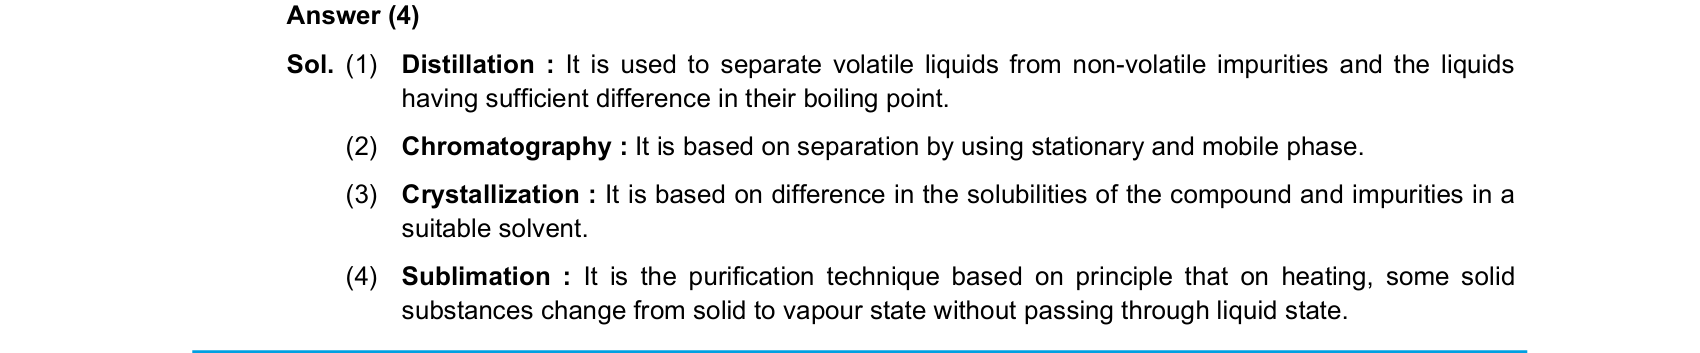 Answer (4)
Sol. (1) Distillation : It is used to separate volatile liquids from non-volatile impurities and the liquids
having sufficient difference in their boiling point.
(2) Chromatography : It is based on separation by using stationary and mobile phase.
(3) Crystallization : It is based on difference in the solubilities of the compound and impurities in a
suitable solvent.
(4) Sublimation : It is the purification technique based on principle that on heating, some solid
substances change from solid to vapour state without passing through liquid state.